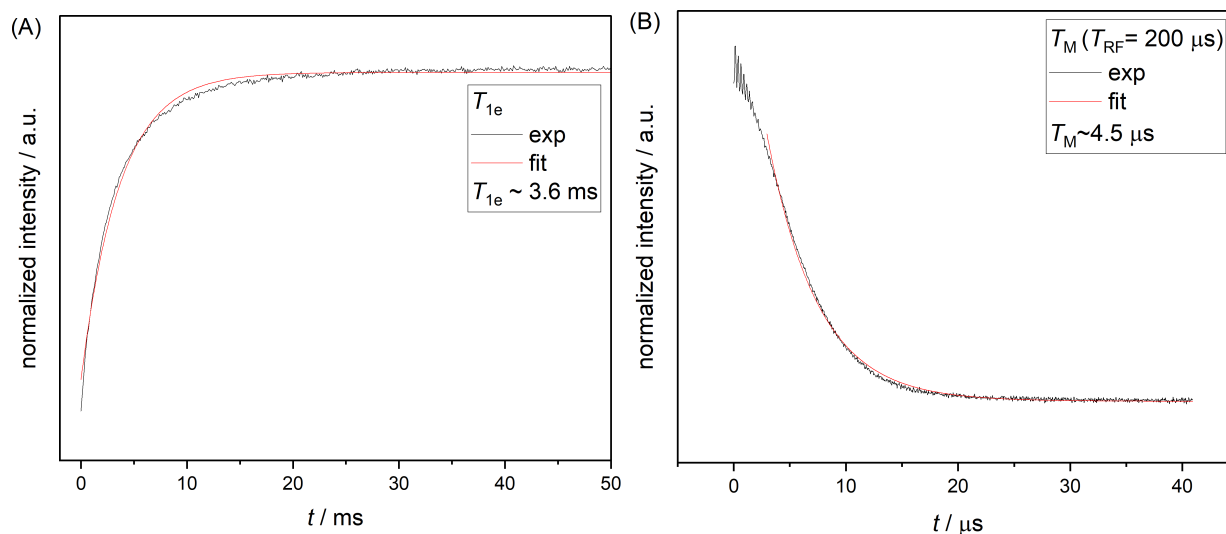 (A)
normalized intensity / a.u.
T1e
exp
fit
T1e ~ 3.6 ms
0 10 20 30 40 50
t / ms
(B)
normalized intensity / a.u.
TM (TRF= 200 μs)
exp
fit
TM~4.5 μs
0 10 20 30 40
t / μs